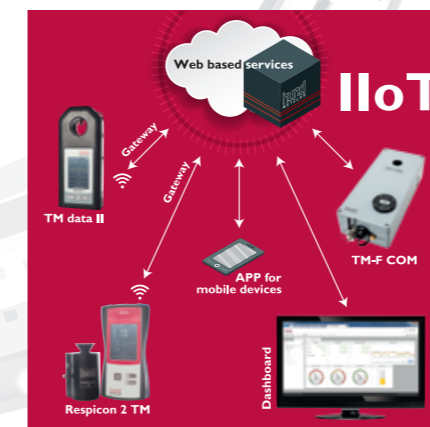 Web based services
IIoT
Gateway
Gateway
TM data II
TM-F COM
APP for
mobile devices
Dashboard
Respicon 2 TM